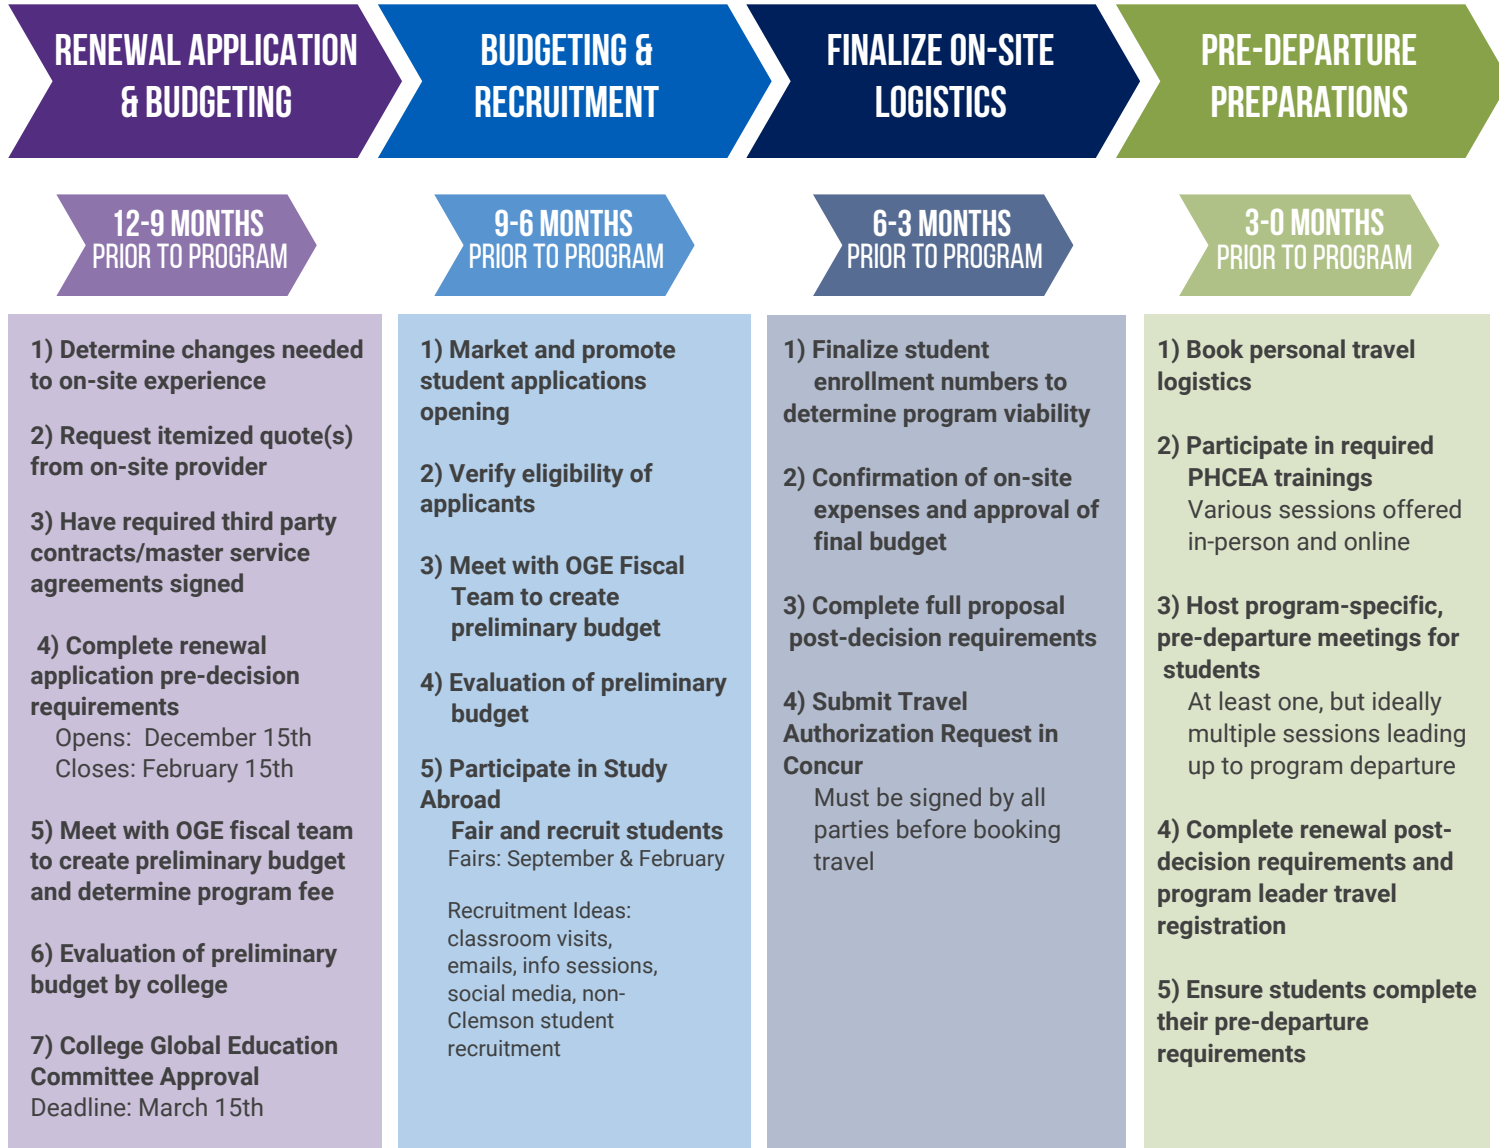 RENEWAL APPLICATION
& BUDGETING
BUDGETING &
RECRUITMENT
FINALIZE ON-SITE
LOGISTICS
PRE-DEPARTURE
PREPARATIONS
12-9 MONTHS
PRIOR TO PROGRAM
9-6 MONTHS
PRIOR TO PROGRAM
6-3 MONTHS
PRIOR TO PROGRAM
3-0 MONTHS
PRIOR TO PROGRAM
1) Determine changes needed
to on-site experience
2) Request itemized quote(s)
from on-site provider
3) Have required third party
contracts/master service
agreements signed
4) Complete renewal
application pre-decision
requirements
Opens: December 15th
Closes: February 15th
5) Meet with OGE fiscal team
to create preliminary budget
and determine program fee
6) Evaluation of preliminary
budget by college
7) College Global Education
Committee Approval
Deadline: March 15th
1) Market and promote
student applications
opening
2) Verify eligibility of
applicants
3) Meet with OGE Fiscal
Team to create
preliminary budget
4) Evaluation of preliminary
budget
5) Participate in Study
Abroad
Fair and recruit students
Fairs: September & February
Recruitment Ideas:
classroom visits,
emails, info sessions,
social media, non-
Clemson student
recruitment
1) Finalize student
enrollment numbers to
determine program viability
2) Confirmation of on-site
expenses and approval of
final budget
3) Complete full proposal
post-decision requirements
4) Submit Travel
Authorization Request in
Concur
Must be signed by all
parties before booking
travel
1) Book personal travel
logistics
2) Participate in required
PHCEA trainings
Various sessions offered
in-person and online
3) Host program-specific,
pre-departure meetings for
students
At least one, but ideally
multiple sessions leading
up to program departure
4) Complete renewal post-
decision requirements and
program leader travel
registration
5) Ensure students complete
their pre-departure
requirements